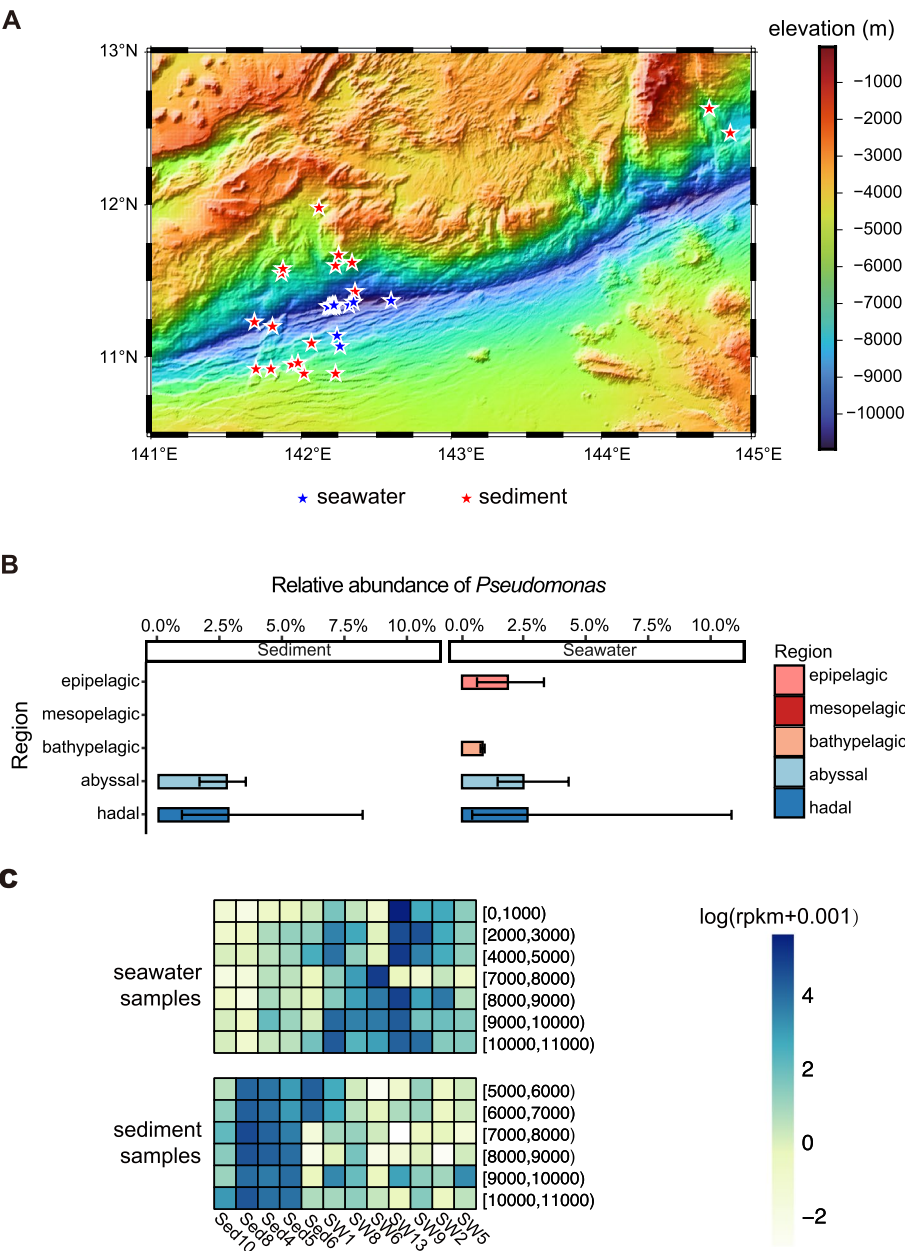 A
elevation (m)
13°N
12°N
11°N
141°E 142°E 143°E 144°E 145°E
−1000
−2000
−3000
−4000
−5000
−6000
−7000
−8000
−9000
−10000
seawater sediment
B
Relative abundance of Pseudomonas
0.0% 2.5% 5.0% 7.5% 10.0% 0.0% 2.5% 5.0% 7.5% 10.0%
Sediment Seawater
Region
epipelagic
mesopelagic
bathypelagic
abyssal
hadal
Region
epipelagic
mesopelagic
bathypelagic
abyssal
hadal
C
log(rpkm+0.001)
seawater
samples
[0,1000)
[2000,3000)
[4000,5000)
[7000,8000)
[8000,9000)
[9000,10000)
[10000,11000)
sediment
samples
[5000,6000)
[6000,7000)
[7000,8000)
[8000,9000)
[9000,10000)
[10000,11000)
Sed10 Sed8 Sed4 Sed5 Sed6 SW1 SW8 SW6 SW13 SW9 SW2 SW5
4
2
0
−2